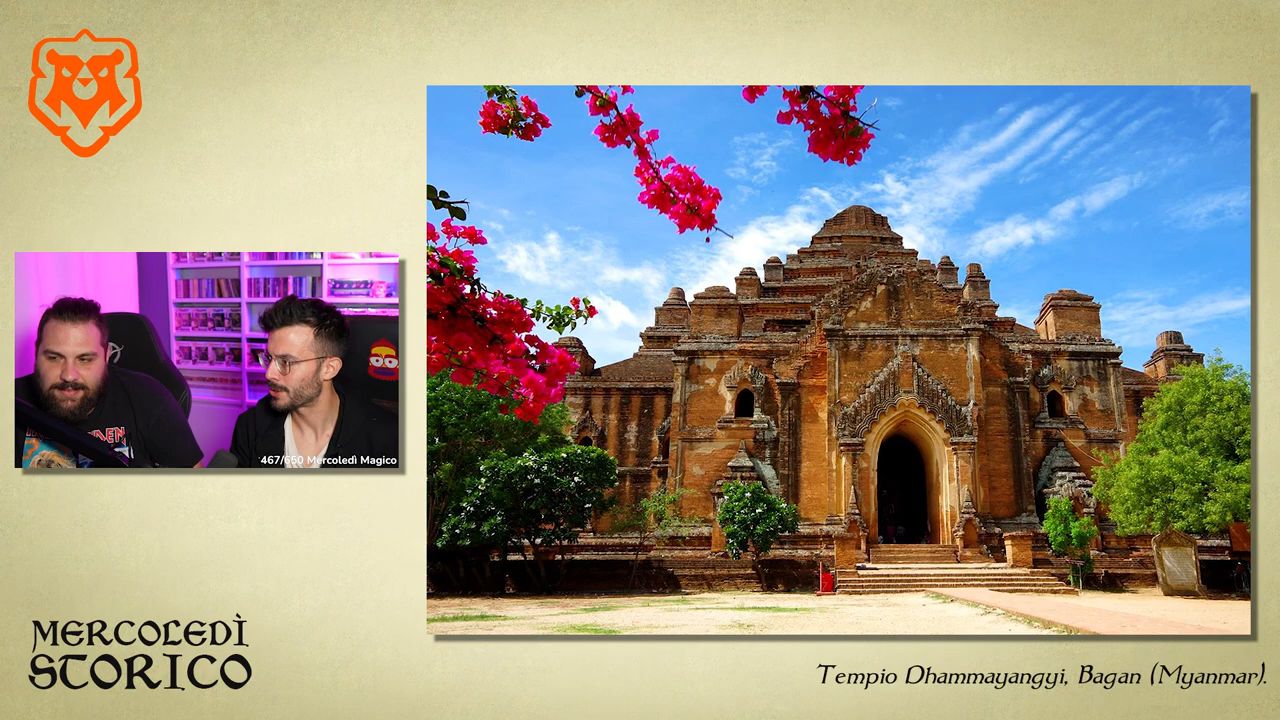 467/650 Mercoledì Magico
MERCOLEDÌ
STORICO
Tempio Dhammayangyi, Bagan (Myanmar).